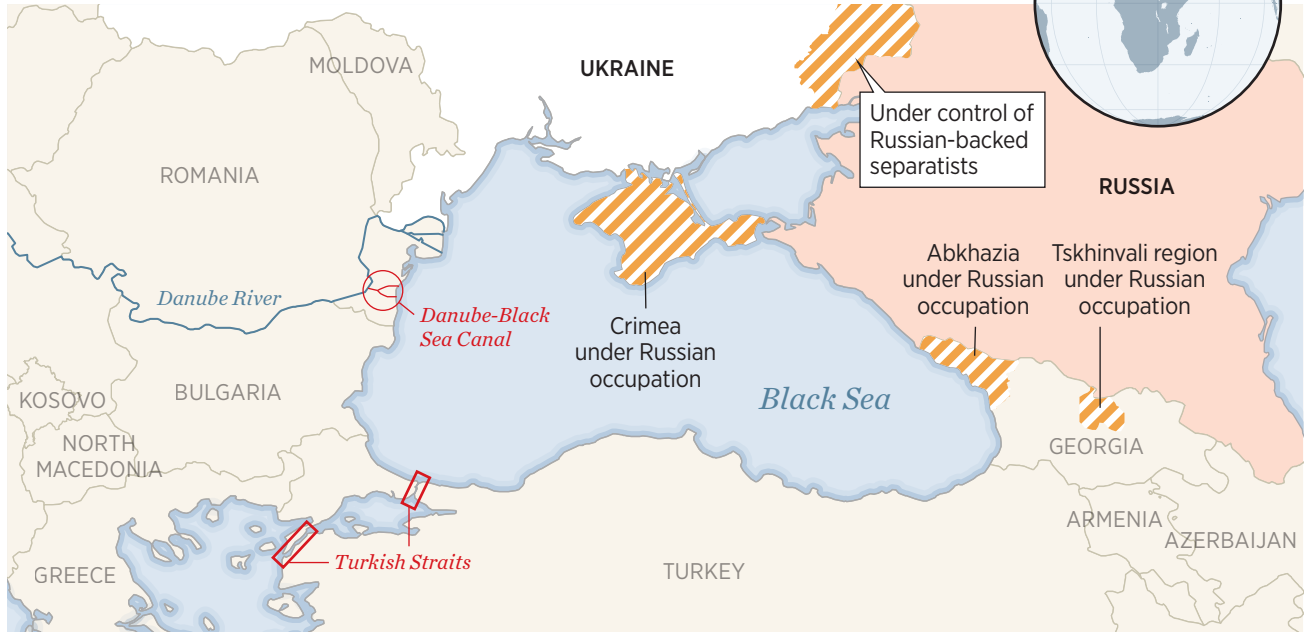 MOLDOVA
UKRAINE
Under control of
Russian-backed
separatists
ROMANIA
RUSSIA
Abkhazia
under Russian
occupation
Tskhinvali region
under Russian
occupation
Danube River
Danube-Black
Sea Canal
Crimea
under Russian
occupation
Black Sea
BULGARIA
KOSOVO
NORTH
MACEDONIA
GEORGIA
ARMENIA
AZERBAIJAN
Turkish Straits
TURKEY
GREECE